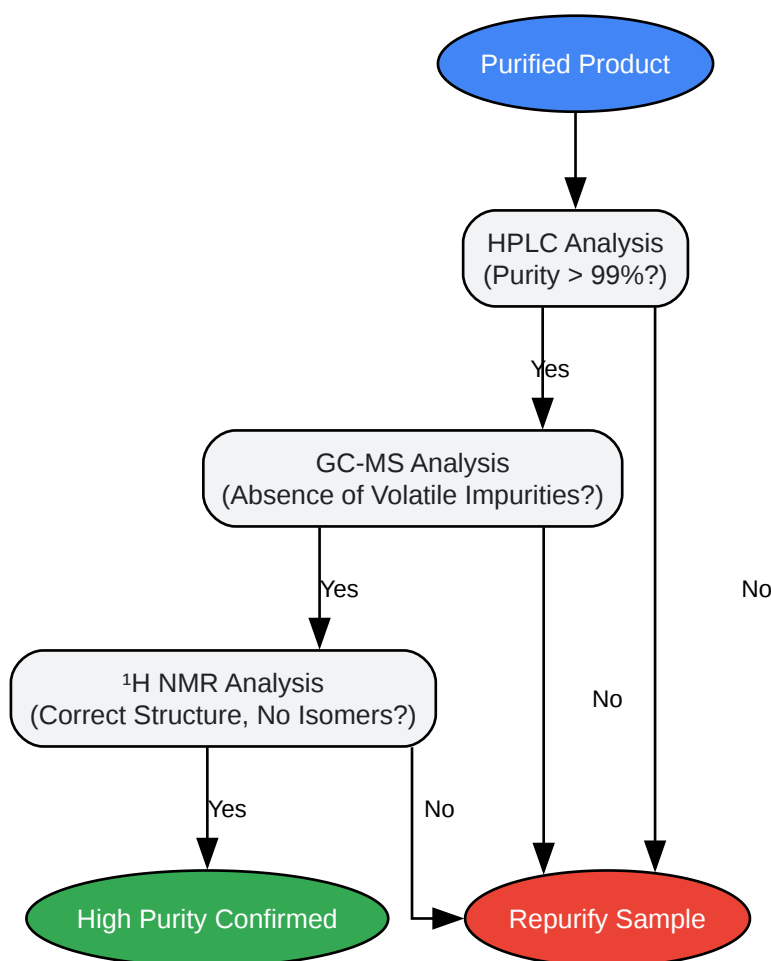 Purified Product
HPLC Analysis
(Purity > 99%?)
Yes
GC-MS Analysis
(Absence of Volatile Impurities?)
Yes
No
¹H NMR Analysis
(Correct Structure, No Isomers?)
No
Yes
No
High Purity Confirmed
Repurify Sample